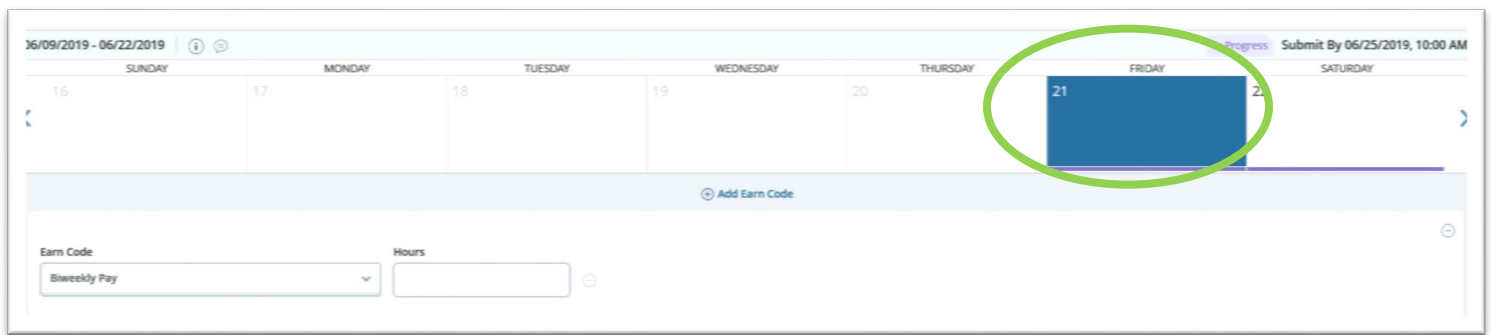 06/09/2019 - 06/22/2019 Progress Submit By 06/25/2019, 10:00 AM
SUNDAY MONDAY TUESDAY WEDNESDAY THURSDAY FRIDAY SATURDAY
16 17 18 19 20 21 22
Add Earn Code
Earn Code Hours
Biweekly Pay